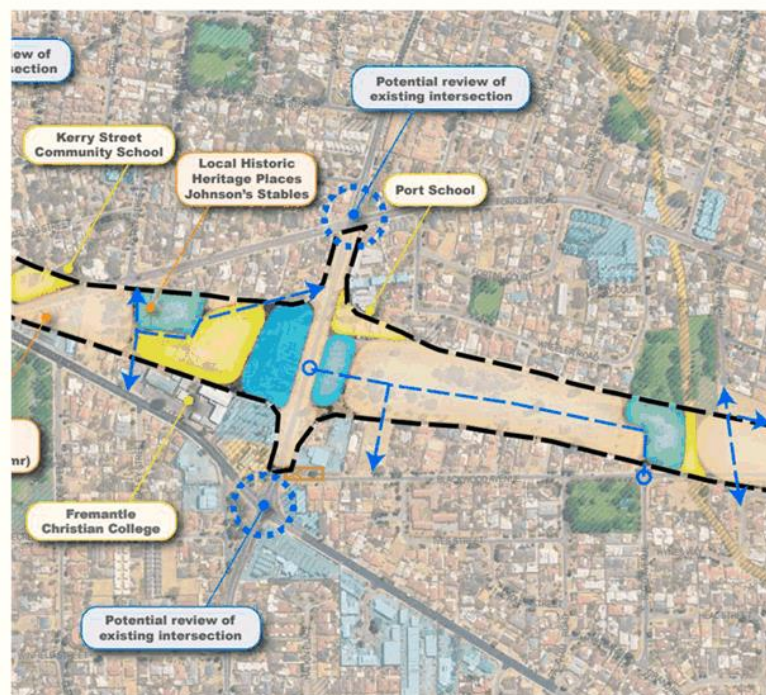 ew of
section
Potential review of
existing intersection
Kerry Street
Community School
Local Historic
Heritage Places
Johnson's Stables
Port School
mr)
Fremantle
Christian College
Potential review of
existing intersection